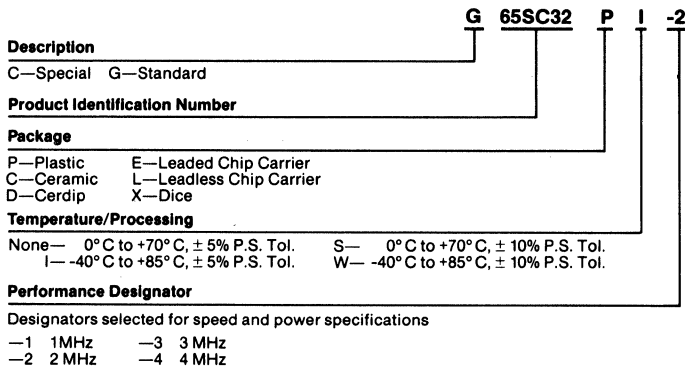 G 65SC32 P I -2
Description
C—Special G—Standard
Product Identification Number
Package
P—Plastic E—Leaded Chip Carrier
C—Ceramic L—Leadless Chip Carrier
D—Cerdip X—Dice
Temperature/Processing
None— 0°C to +70°C, ± 5% P.S. Tol. S— 0°C to +70°C, ± 10% P.S. Tol.
I— -40°C to +85°C, ± 5% P.S. Tol. W— -40°C to +85°C, ± 10% P.S. Tol.
Performance Designator
Designators selected for speed and power specifications
—1 1MHz —3 3 MHz
—2 2 MHz —4 4 MHz